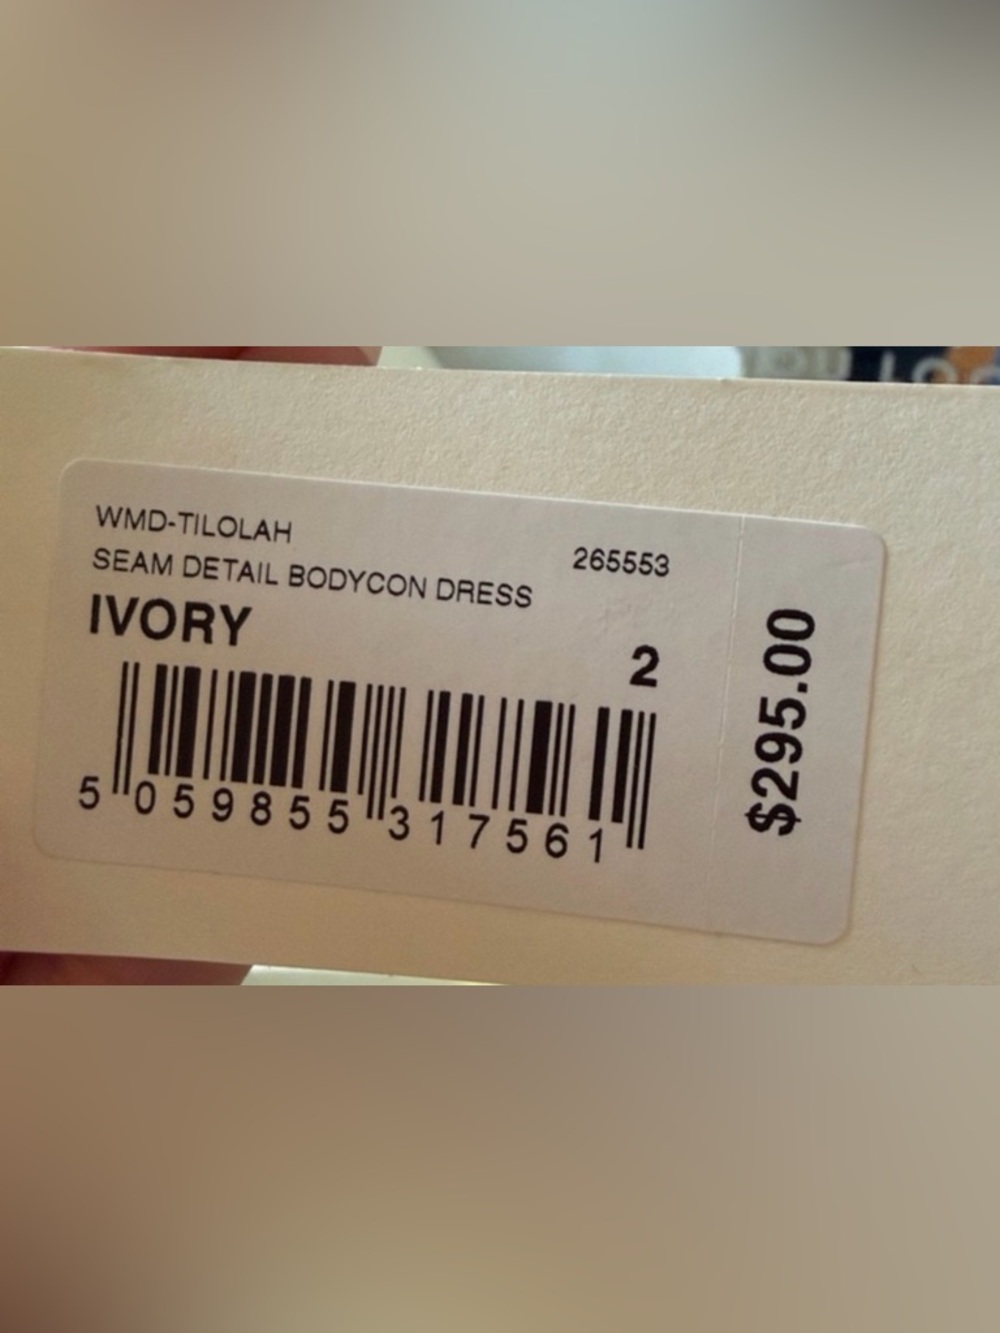 WMD-TILOLAH
SEAM DETAIL BODYCON DRESS
265553
IVORY
2
5 059855 317561
$295.00